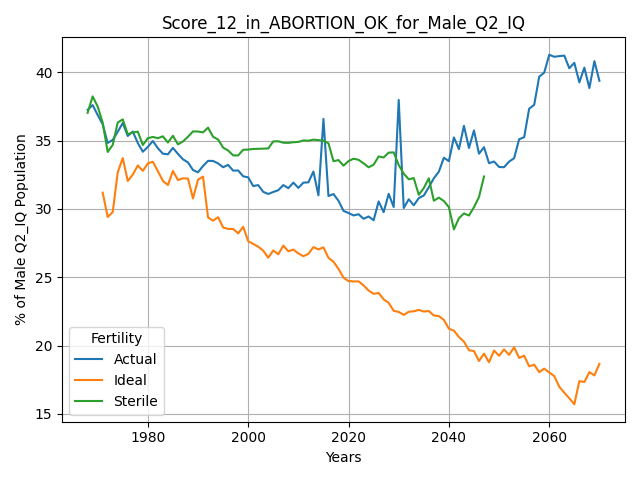 Score_12_in_ABORTION_OK_for_Male_Q2_IQ
% of Male Q2_IQ Population
40
35
30
25
20
15
Fertility
Actual
Ideal
Sterile
1980 2000 2020 2040 2060
Years